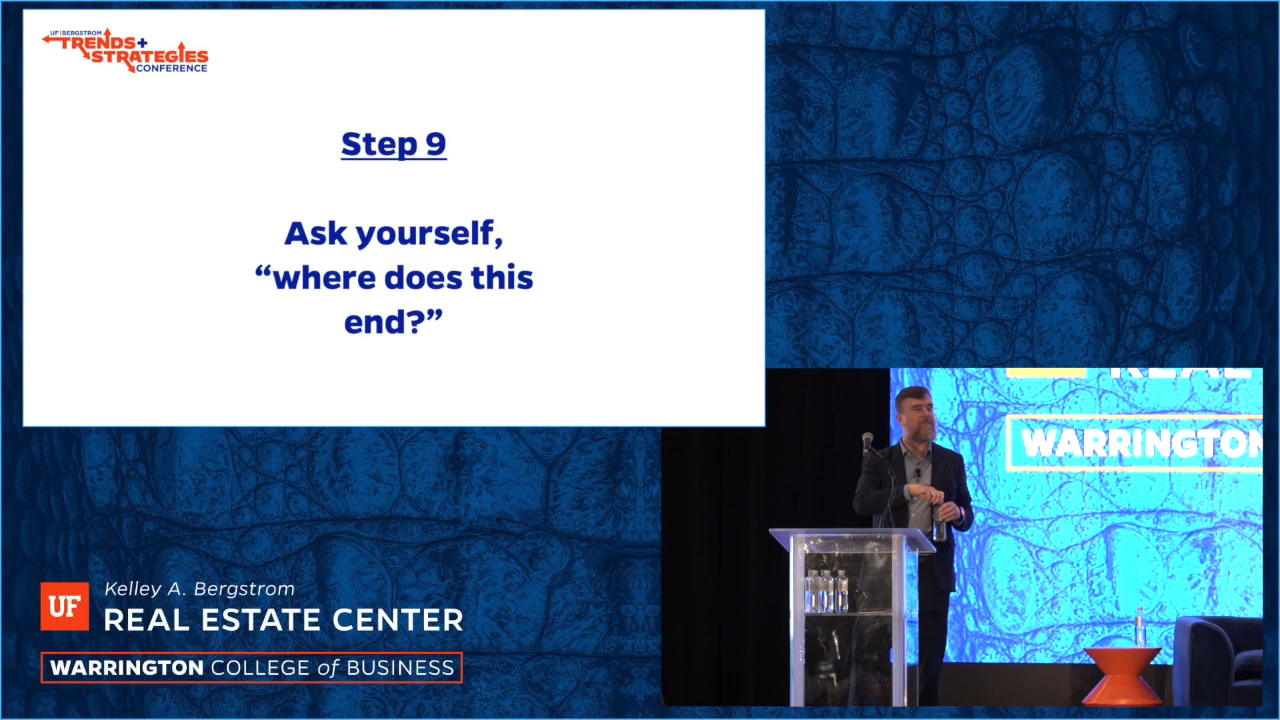 UF | BERGSTROM
TRENDS+
STRATEGIES
CONFERENCE
Step 9
Ask yourself,
“where does this
end?”
REAL
WARRINGTON
UF
Kelley A. Bergstrom
REAL ESTATE CENTER
WARRINGTON COLLEGE of BUSINESS